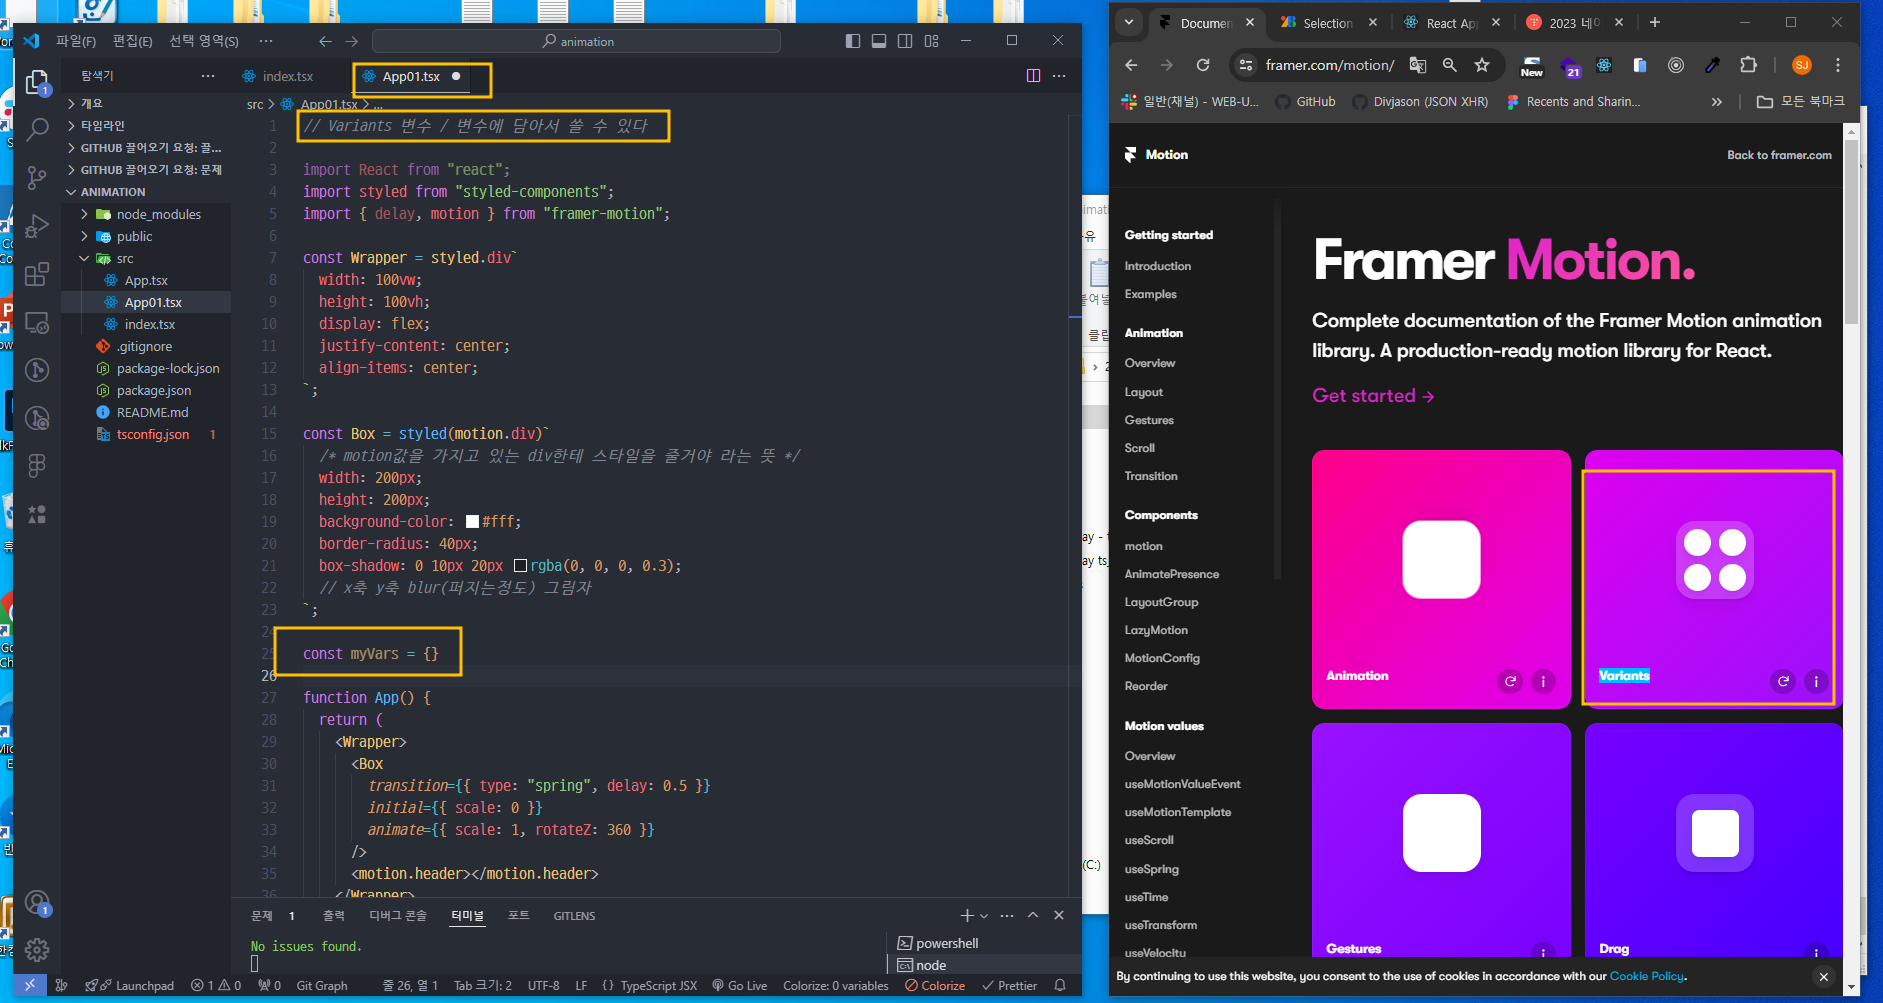 파일(F) 편집(E) 선택 영역(S) ··· animation
탐색기 ···
개요
타임라인
GITHUB 끌어오기 요청: 끌...
GITHUB 끌어오기 요청: 문제
ANIMATION
node_modules
public
src
App.tsx
App01.tsx
index.tsx
.gitignore
package-lock.json
package.json
README.md
tsconfig.json 1
index.tsx App01.tsx
src > App01.tsx > ...
1 // Variants 변수 / 변수에 담아서 쓸 수 있다
2
3 import React from "react";
4 import styled from "styled-components";
5 import { delay, motion } from "framer-motion";
6
7 const Wrapper = styled.div`
8 width: 100vw;
9 height: 100vh;
10 display: flex;
11 justify-content: center;
12 align-items: center;
13 `;
14
15 const Box = styled(motion.div)`
16 /* motion값을 가지고 있는 div한테 스타일을 줄거야 라는 뜻 */
17 width: 200px;
18 height: 200px;
19 background-color: #fff;
20 border-radius: 40px;
21 box-shadow: 0 10px 20px rgba(0, 0, 0, 0.3);
22 // x축 y축 blur(퍼지는정도) 그림자
23 `;
24
25 const myVars = {}
26
27 function App() {
28 return (
29 <Wrapper>
30 <Box
31 transition={{ type: "spring", delay: 0.5 }}
32 initial={{ scale: 0 }}
33 animate={{ scale: 1, rotateZ: 360 }}
34 />
35 <motion.header></motion.header>
36 </Wrapper>
문제 1 출력 디버그 콘솔 터미널 포트 GITLENS
No issues found.
powershell
node
Launchpad 1 0 0 Git Graph 줄 26, 열 1 Tab 크기: 2 UTF-8 LF {} TypeScript JSX Go Live Colorize: 0 variables Colorize Prettier
Documen Selection React Ap 2023 네이
framer.com/motion/ New 21 SJ
일반(채널) - WEB-U... GitHub Divjason (JSON XHR) Recents and Sharin... » 모든 북마크
Motion Back to framer.com
Getting started
Introduction
Examples
Animation
Overview
Layout
Gestures
Scroll
Transition
Components
motion
AnimatePresence
LayoutGroup
LazyMotion
MotionConfig
Reorder
Motion values
Overview
useMotionValueEvent
useMotionTemplate
useScroll
useSpring
useTime
useTransform
useVelocity
Framer Motion.
Complete documentation of the Framer Motion animation
library. A production-ready motion library for React.
Get started →
Animation
Variants
Gestures
Drag
By continuing to use this website, you consent to the use of cookies in accordance with our Cookie Policy.
(C:)